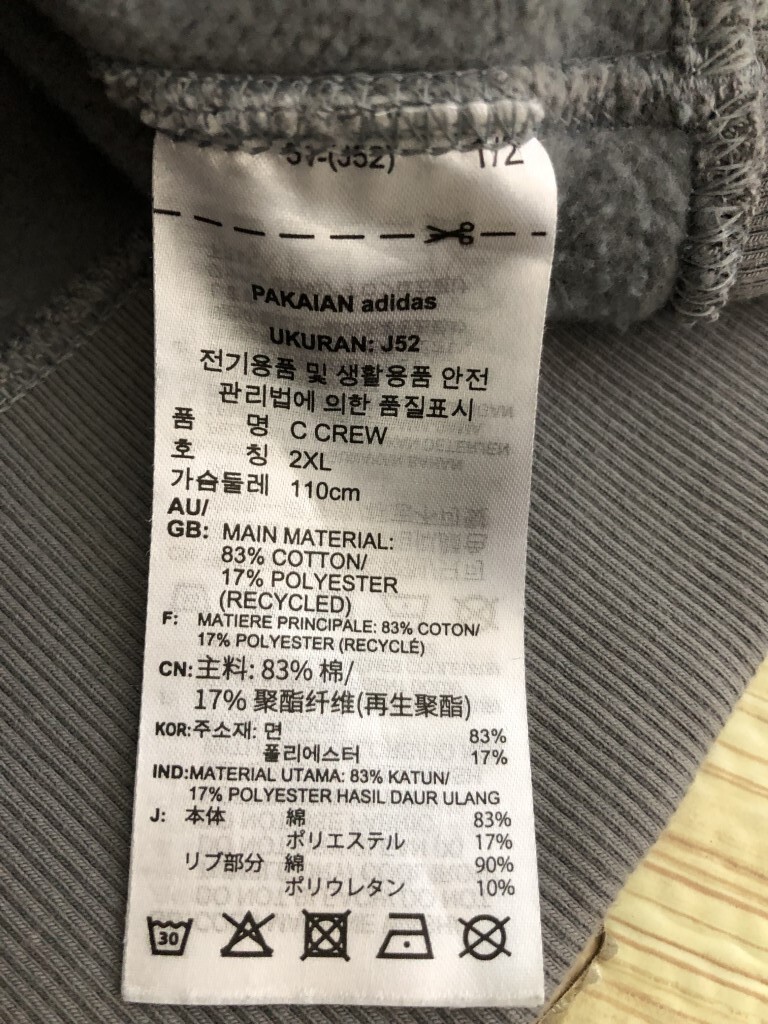 (J52) 1/2
PAKAIAN adidas
UKURAN: J52
전기용품 및 생활용품 안전
관리법에 의한 품질표시
품 명 C CREW
호 칭 2XL
가슴둘레 110cm
AU/
GB: MAIN MATERIAL:
83% COTTON/
17% POLYESTER
(RECYCLED)
F: MATIERE PRINCIPALE: 83% COTON/
17% POLYESTER (RECYCLÉ)
CN: 主料: 83% 棉/
17% 聚酯纤维(再生聚酯)
KOR: 주소재: 면 83%
폴리에스터 17%
IND: MATERIAL UTAMA: 83% KATUN/
17% POLYESTER HASIL DAUR ULANG
J: 本体 綿 83%
ポリエステル 17%
リブ部分 綿 90%
ポリウレタン 10%
30